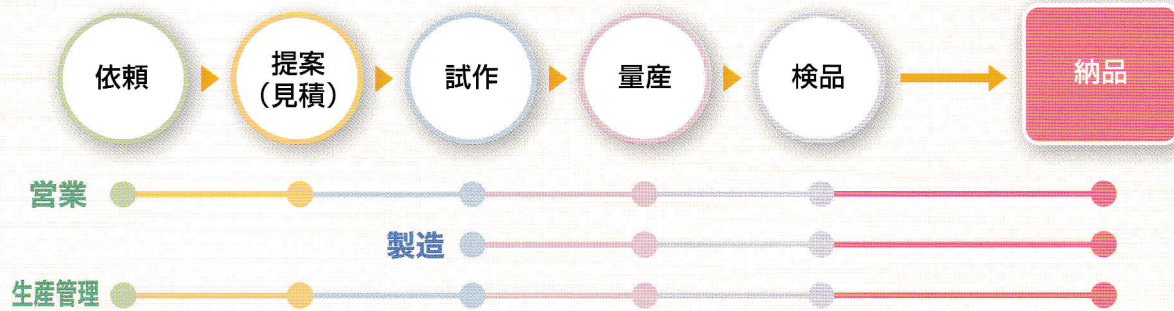 依頼
提案
（見積）
試作
量産
検品
納品
営業
製造
生産管理